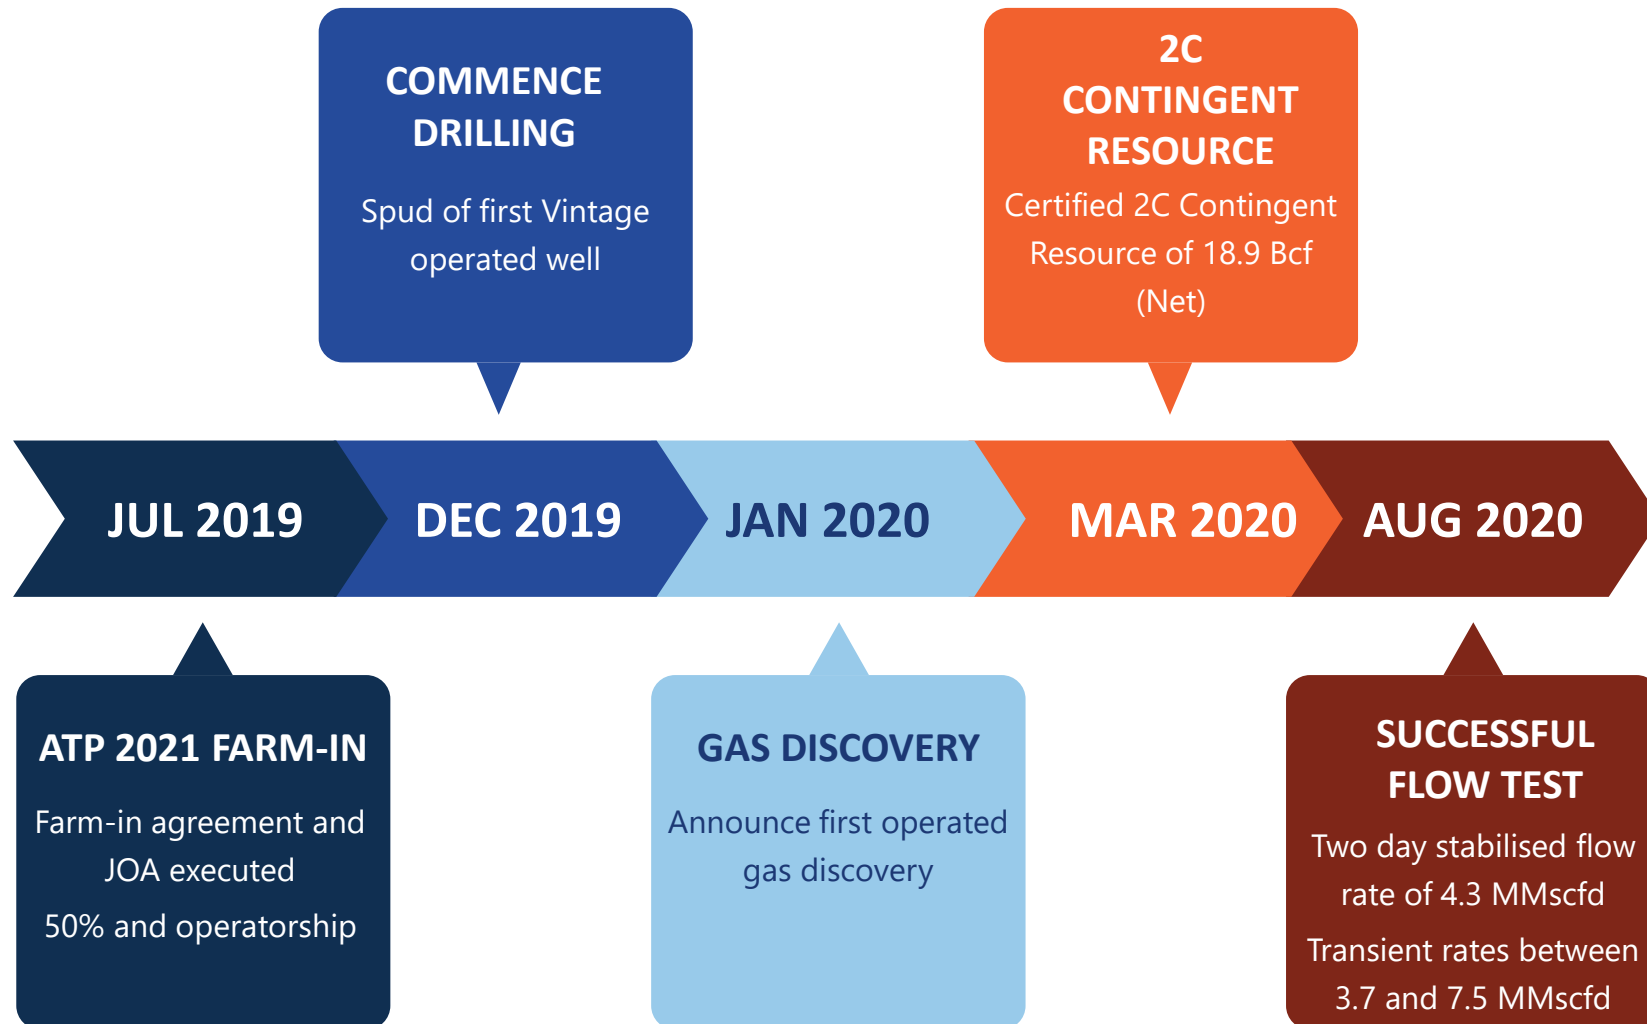 COMMENCE
DRILLING
Spud of first Vintage
operated well
2C
CONTINGENT
RESOURCE
Certified 2C Contingent
Resource of 18.9 Bcf
(Net)
JUL 2019
DEC 2019
JAN 2020
MAR 2020
AUG 2020
ATP 2021 FARM-IN
Farm-in agreement and
JOA executed
50% and operatorship
GAS DISCOVERY
Announce first operated
gas discovery
SUCCESSFUL
FLOW TEST
Two day stabilised flow
rate of 4.3 MMscfd
Transient rates between
3.7 and 7.5 MMscfd